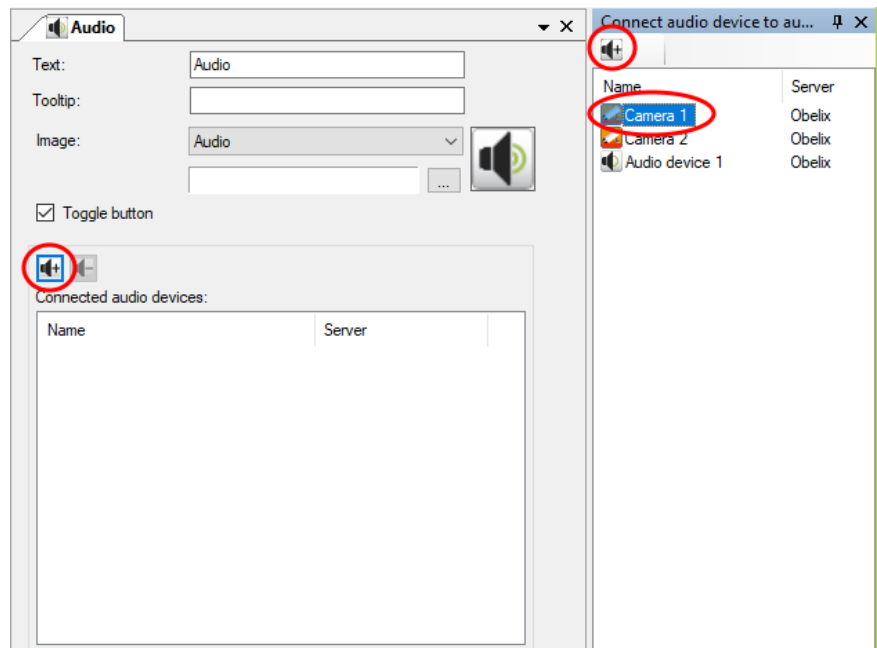 Audio
Text:
Audio
Tooltip:
Image:
Audio
...
Toggle button
Connected audio devices:
Name
Server
Connect audio device to au...
Name
Server
Camera 1
Obelix
Camera 2
Obelix
Audio device 1
Obelix